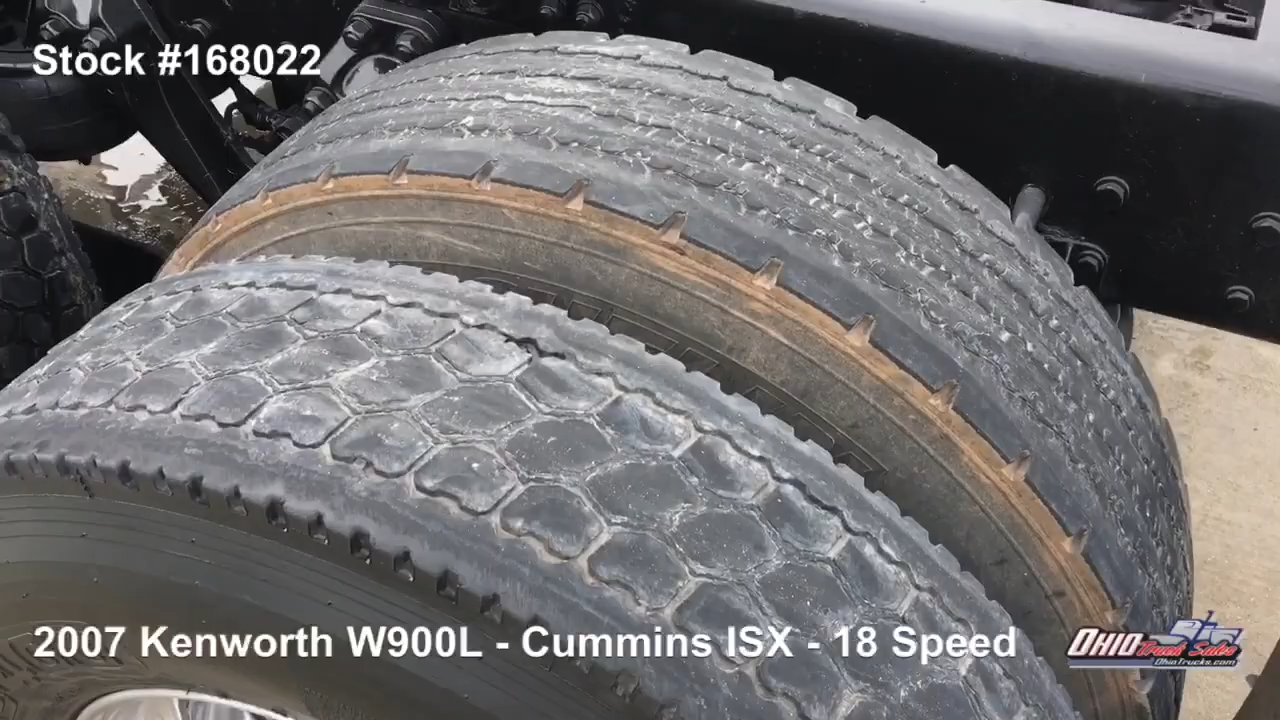 Stock #168022
2007 Kenworth W900L - Cummins ISX - 18 Speed
OHIO
Truck Sales
OhioTrucks.com